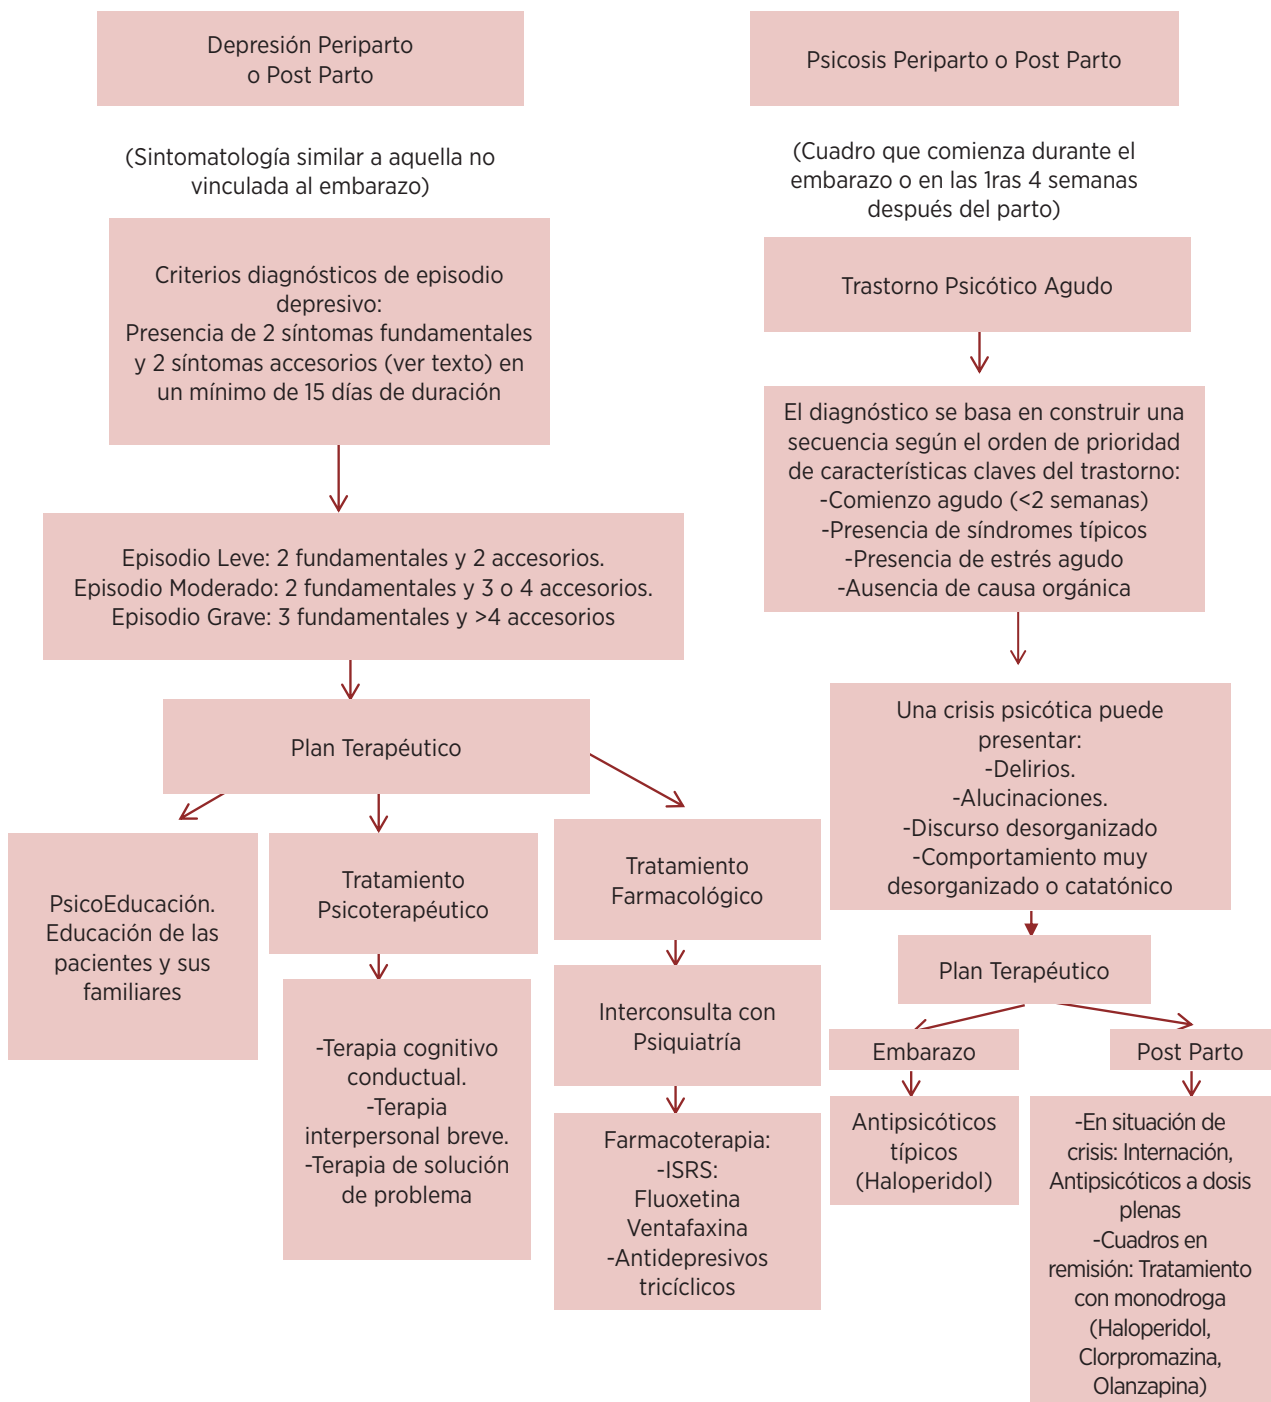 Depresión Periparto
o Post Parto
(Sintomatología similar a aquella no
vinculada al embarazo)
Criterios diagnósticos de episodio
depresivo:
Presencia de 2 síntomas fundamentales
y 2 síntomas accesorios (ver texto) en
un mínimo de 15 días de duración
Episodio Leve: 2 fundamentales y 2 accesorios.
Episodio Moderado: 2 fundamentales y 3 o 4 accesorios.
Episodio Grave: 3 fundamentales y >4 accesorios
Plan Terapéutico
PsicoEducación.
Educación de las
pacientes y sus
familiares
Tratamiento
Psicoterapéutico
-Terapia cognitivo
conductual.
-Terapia
interpersonal breve.
-Terapia de solución
de problema
Tratamiento
Farmacológico
Interconsulta con
Psiquiatría
Farmacoterapia:
-ISRS:
Fluoxetina
Ventafaxina
-Antidepresivos
tricíclicos
Psicosis Periparto o Post Parto
(Cuadro que comienza durante el
embarazo o en las 1ras 4 semanas
después del parto)
Trastorno Psicótico Agudo
El diagnóstico se basa en construir una
secuencia según el orden de prioridad
de características claves del trastorno:
-Comienzo agudo (<2 semanas)
-Presencia de síndromes típicos
-Presencia de estrés agudo
-Ausencia de causa orgánica
Una crisis psicótica puede
presentar:
-Delirios.
-Alucinaciones.
-Discurso desorganizado
-Comportamiento muy
desorganizado o catatónico
Plan Terapéutico
Embarazo
Antipsicóticos
típicos
(Haloperidol)
Post Parto
-En situación de
crisis: Internación,
Antipsicóticos a dosis
plenas
-Cuadros en
remisión: Tratamiento
con monodroga
(Haloperidol,
Clorpromazina,
Olanzapina)